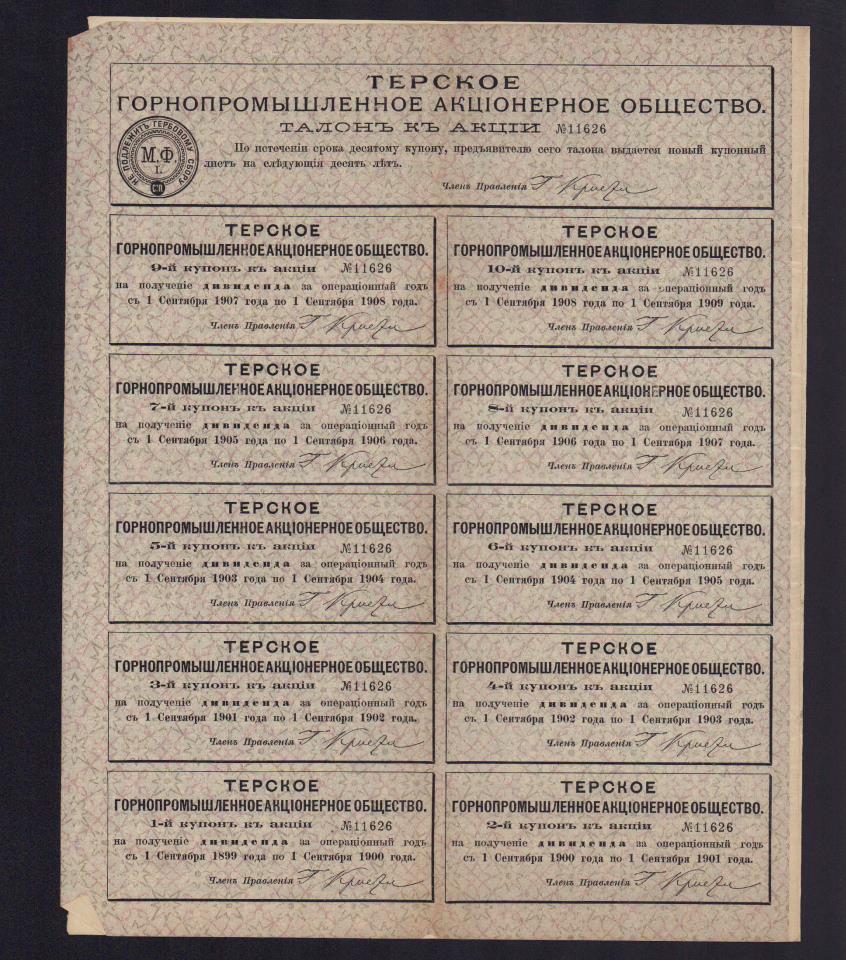 ТЕРСКОЕ
ГОРНОПРОМЫШЛЕННОЕ АКЦІОНЕРНОЕ ОБЩЕСТВО.
ТАЛОНЪ КЪ АКЦІИ №11626
НЕ ПОДЛЕЖИТЪ ГЕРБОВОМУ СБОРУ
М.Ф.
I.
По истеченіи срока десятому купону, предъявителю сего талона выдается новый купонный
листъ на слѣдующія десять лѣтъ.
Членъ Правленія
ТЕРСКОЕ
ГОРНОПРОМЫШЛЕННОЕ АКЦІОНЕРНОЕ ОБЩЕСТВО.
9-й купонъ къ акціи №11626
на полученіе дивиденда за операціонный годъ
съ 1 Сентября 1907 года по 1 Сентября 1908 года.
Членъ Правленія
ТЕРСКОЕ
ГОРНОПРОМЫШЛЕННОЕ АКЦІОНЕРНОЕ ОБЩЕСТВО.
10-й купонъ къ акціи №11626
на полученіе дивиденда за операціонный годъ
съ 1 Сентября 1908 года по 1 Сентября 1909 года.
Членъ Правленія
ТЕРСКОЕ
ГОРНОПРОМЫШЛЕННОЕ АКЦІОНЕРНОЕ ОБЩЕСТВО.
7-й купонъ къ акціи №11626
на полученіе дивиденда за операціонный годъ
съ 1 Сентября 1905 года по 1 Сентября 1906 года.
Членъ Правленія
ТЕРСКОЕ
ГОРНОПРОМЫШЛЕННОЕ АКЦІОНЕРНОЕ ОБЩЕСТВО.
8-й купонъ къ акціи №11626
на полученіе дивиденда за операціонный годъ
съ 1 Сентября 1906 года по 1 Сентября 1907 года.
Членъ Правленія
ТЕРСКОЕ
ГОРНОПРОМЫШЛЕННОЕ АКЦІОНЕРНОЕ ОБЩЕСТВО.
5-й купонъ къ акціи №11626
на полученіе дивиденда за операціонный годъ
съ 1 Сентября 1903 года по 1 Сентября 1904 года.
Членъ Правленія
ТЕРСКОЕ
ГОРНОПРОМЫШЛЕННОЕ АКЦІОНЕРНОЕ ОБЩЕСТВО.
6-й купонъ къ акціи №11626
на полученіе дивиденда за операціонный годъ
съ 1 Сентября 1904 года по 1 Сентября 1905 года.
Членъ Правленія
ТЕРСКОЕ
ГОРНОПРОМЫШЛЕННОЕ АКЦІОНЕРНОЕ ОБЩЕСТВО.
3-й купонъ къ акціи №11626
на полученіе дивиденда за операціонный годъ
съ 1 Сентября 1901 года по 1 Сентября 1902 года.
Членъ Правленія
ТЕРСКОЕ
ГОРНОПРОМЫШЛЕННОЕ АКЦІОНЕРНОЕ ОБЩЕСТВО.
4-й купонъ къ акціи №11626
на полученіе дивиденда за операціонный годъ
съ 1 Сентября 1902 года по 1 Сентября 1903 года.
Членъ Правленія
ТЕРСКОЕ
ГОРНОПРОМЫШЛЕННОЕ АКЦІОНЕРНОЕ ОБЩЕСТВО.
1-й купонъ къ акціи №11626
на полученіе дивиденда за операціонный годъ
съ 1 Сентября 1899 года по 1 Сентября 1900 года.
Членъ Правленія
ТЕРСКОЕ
ГОРНОПРОМЫШЛЕННОЕ АКЦІОНЕРНОЕ ОБЩЕСТВО.
2-й купонъ къ акціи №11626
на полученіе дивиденда за операціонный годъ
съ 1 Сентября 1900 года по 1 Сентября 1901 года.
Членъ Правленія